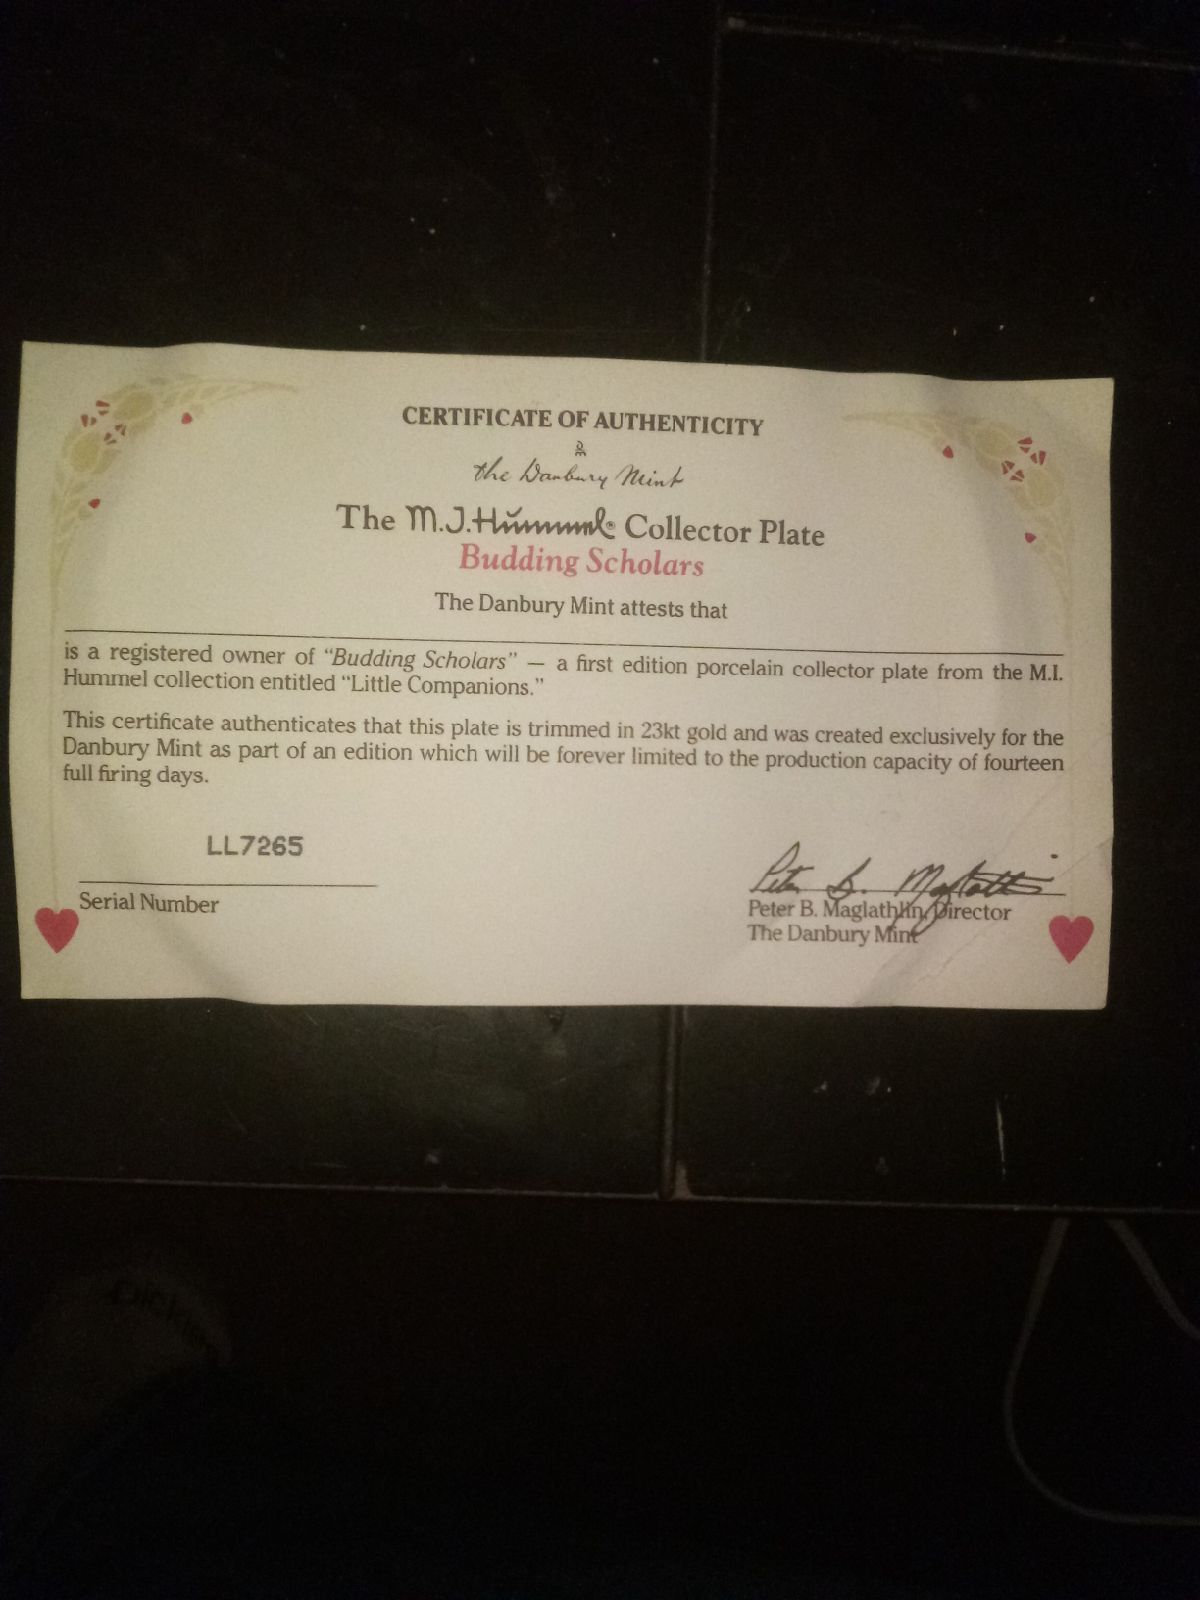 CERTIFICATE OF AUTHENTICITY
DM
the Danbury Mint
The M.J. Hummel® Collector Plate
Budding Scholars
The Danbury Mint attests that
is a registered owner of “Budding Scholars” — a first edition porcelain collector plate from the M.I.
Hummel collection entitled “Little Companions.”
This certificate authenticates that this plate is trimmed in 23kt gold and was created exclusively for the
Danbury Mint as part of an edition which will be forever limited to the production capacity of fourteen
full firing days.
LL7265
Serial Number
Peter B. Maglathlin
Peter B. Maglathlin, Director
The Danbury Mint